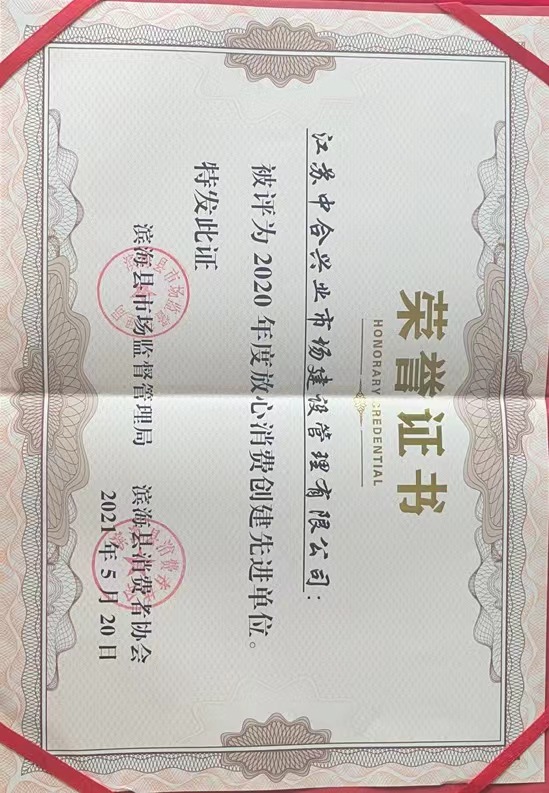 荣誉证书
HONORARY CREDENTIAL
江苏中合兴业市场建设管理有限公司：
被评为2020年度放心消费创建先进单位。
特发此证
滨海县市场监督管理局 滨海县消费者协会
2021年5月20日